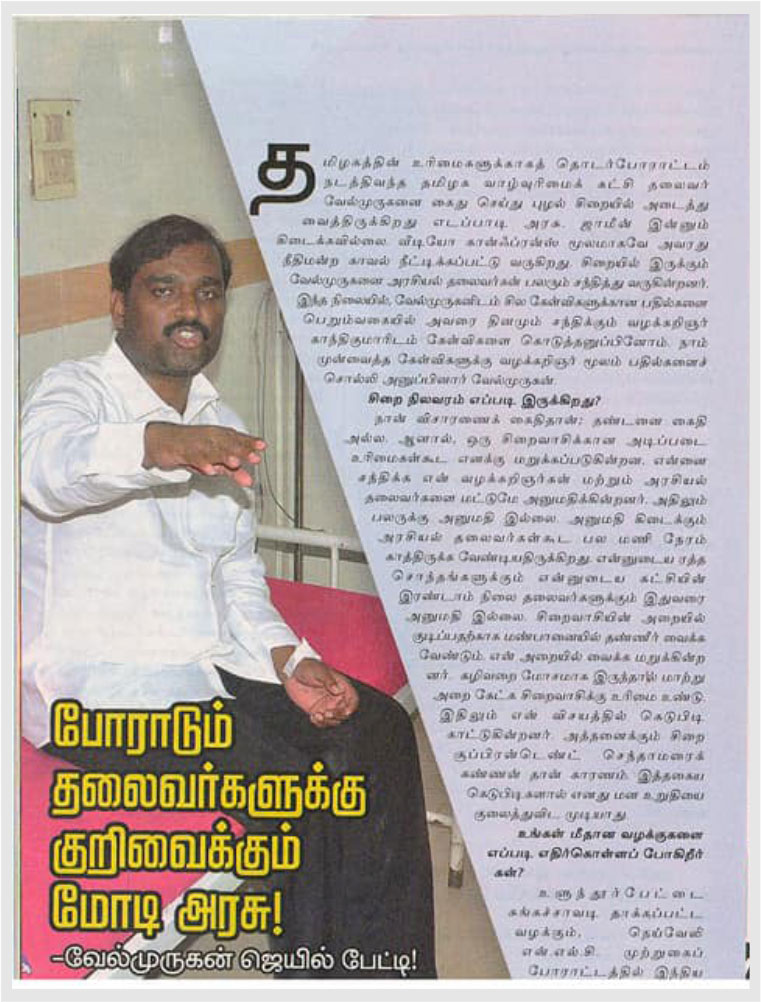 தமிழகத்தின் உரிமைகளுக்காகத் தொடர்போராட்டம்
நடத்திவந்த தமிழக வாழ்வுரிமைக் கட்சி தலைவர்
வேல்முருகனை கைது செய்து புழல் சிறையில் அடைத்து
வைத்திருக்கிறது எடப்பாடி அரசு. ஜாமீன் இன்னும்
கிடைக்கவில்லை. வீடியோ கான்ஃப்ரன்ஸ் மூலமாகவே அவரது
நீதிமன்ற காவல் நீட்டிக்கப்பட்டு வருகிறது. சிறையில் இருக்கும்
வேல்முருகனை அரசியல் தலைவர்கள் பலரும் சந்தித்து வருகின்றனர்.
இந்த நிலையில், வேல்முருகனிடம் சில கேள்விகளுக்கான பதில்களை
பெறும்வகையில் அவரை தினமும் சந்திக்கும் வழக்கறிஞர்
காந்திகுமாரிடம் கேள்விகளை கொடுத்தனுப்பினோம். நாம்
முன்வைத்த கேள்விகளுக்கு வழக்கறிஞர் மூலம் பதில்களைச்
சொல்லி அனுப்பினார் வேல்முருகன்.
சிறை நிலவரம் எப்படி இருக்கிறது?
நான் விசாரணைக் கைதிதான்; தண்டனை கைதி
அல்ல. ஆனால், ஒரு சிறைவாசிக்கான அடிப்படை
உரிமைகள்கூட எனக்கு மறுக்கப்படுகின்றன. என்னை
சந்திக்க என் வழக்கறிஞர்கள் மற்றும் அரசியல்
தலைவர்களை மட்டுமே அனுமதிக்கின்றனர். அதிலும்
பலருக்கு அனுமதி இல்லை. அனுமதி கிடைக்கும்
அரசியல் தலைவர்கள்கூட பல மணி நேரம்
காத்திருக்க வேண்டியதிருக்கிறது. என்னுடைய ரத்த
சொந்தங்களுக்கும் என்னுடைய கட்சியின்
இரண்டாம் நிலை தலைவர்களுக்கும் இதுவரை
அனுமதி இல்லை. சிறைவாசியின் அறையில்
குடிப்பதற்காக மண்பானையில் தண்ணீர் வைக்க
வேண்டும். என் அறையில் வைக்க மறுக்கின்ற
னர். கழிவறை மோசமாக இருந்தால் மாற்று
அறை கேட்க சிறைவாசிக்கு உரிமை உண்டு.
இதிலும் என் விசயத்தில் கெடுபிடி
காட்டுகின்றனர். அத்தனைக்கும் சிறை
சூப்பிரன்டெண்ட் செந்தாமரைக்
கண்ணன் தான் காரணம். இத்தகைய
கெடுபிடிகளால் எனது மன உறுதியை
குலைத்துவிட முடியாது.
உங்கள் மீதான வழக்குகளை
எப்படி எதிர்கொள்ளப் போகிறீர்
கள்?
உளுந்தூர்பேட்டை
சுங்கச்சாவடி தாக்கப்பட்ட
வழக்கும், நெய்வேலி
என்.எல்.சி. முற்றுகைப்
போராட்டத்தில் இந்திய
போராடும்
தலைவர்களுக்கு
குறிவைக்கும்
மோடி அரசு!
-வேல்முருகன் ஜெயில் பேட்டி!